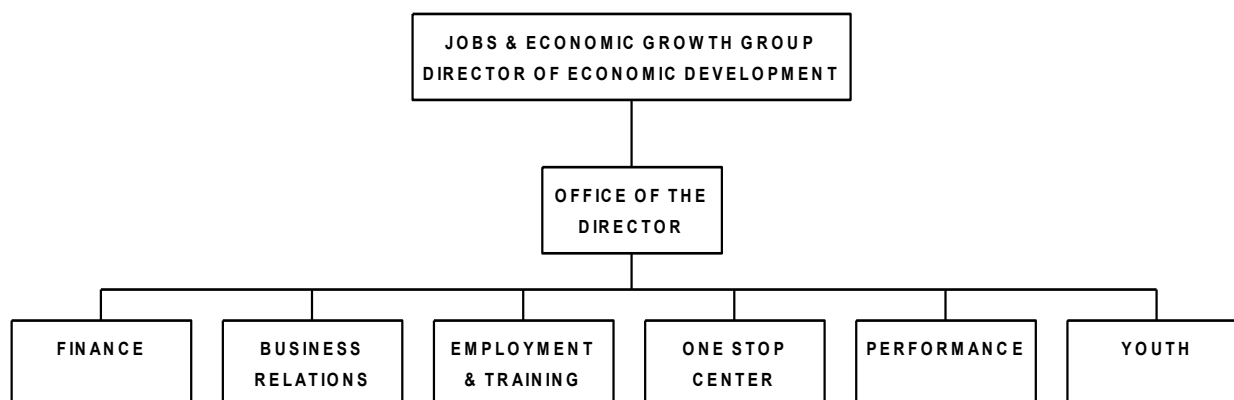 JOBS & ECONOMIC GROWTH GROUP
DIRECTOR OF ECONOMIC DEVELOPMENT
OFFICE OF THE
DIRECTOR
FINANCE
BUSINESS
RELATIONS
EMPLOYMENT
& TRAINING
ONE STOP
CENTER
PERFORMANCE
YOUTH